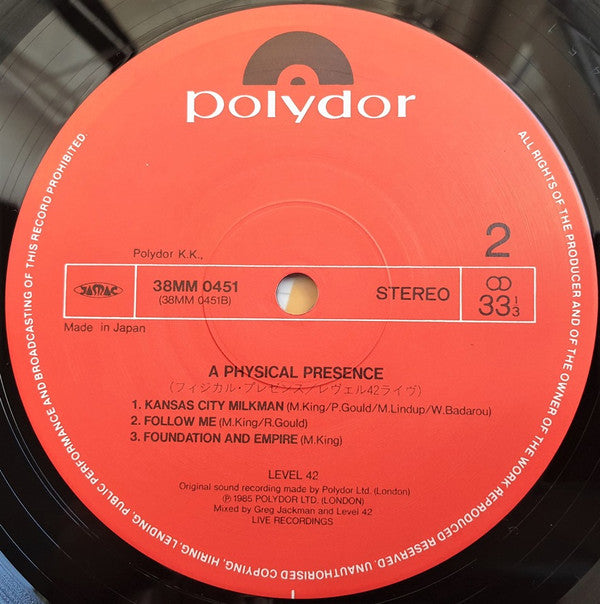 polydor
ALL RIGHTS OF THE PRODUCER AND OF THE OWNER OF THE WORK REPRODUCED RESERVED. UNAUTHORISED COPYING, HIRING, LENDING, PUBLIC PERFORMANCE AND BROADCASTING OF THIS RECORD PROHIBITED.
2
Polydor K.K.,
JASRAC
38MM 0451
(38MM 0451B)
STEREO
33 1/3
Made in Japan
A PHYSICAL PRESENCE
(フィジカル・プレゼンス/レヴェル42ライヴ)
1. KANSAS CITY MILKMAN (M.King/P.Gould/M.Lindup/W.Badarou)
2. FOLLOW ME (M.King/R.Gould)
3. FOUNDATION AND EMPIRE (M.King)
LEVEL 42
Original sound recording made by Polydor Ltd. (London)
Ⓟ 1985 POLYDOR LTD. (LONDON)
Mixed by Greg Jackman and Level 42
LIVE RECORDINGS